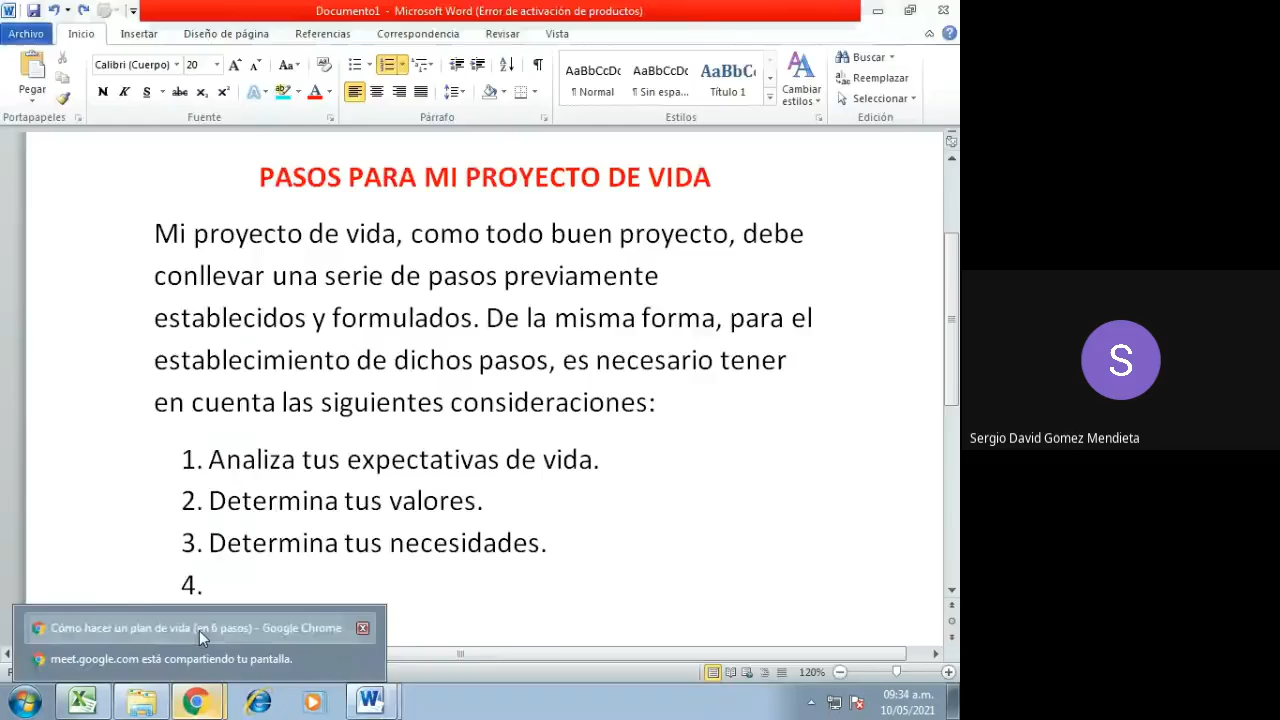 Documento1 - Microsoft Word (Error de activación de productos)
Archivo Inicio Insertar Diseño de página Referencias Correspondencia Revisar Vista
Pegar
Calibri (Cuerpo) 20
Buscar
Reemplazar
Seleccionar
AaBbCcDc AaBbCcDc AaBbC
¶ Normal ¶ Sin espa... Título 1
Cambiar estilos
Portapapeles Fuente Párrafo Estilos Edición
PASOS PARA MI PROYECTO DE VIDA
Mi proyecto de vida, como todo buen proyecto, debe
conllevar una serie de pasos previamente
establecidos y formulados. De la misma forma, para el
establecimiento de dichos pasos, es necesario tener
en cuenta las siguientes consideraciones:
1. Analiza tus expectativas de vida.
2. Determina tus valores.
3. Determina tus necesidades.
4.
Cómo hacer un plan de vida (en 6 pasos) - Google Chrome
meet.google.com está compartiendo tu pantalla.
120%
09:34 a.m.
10/05/2021
S
Sergio David Gomez Mendieta